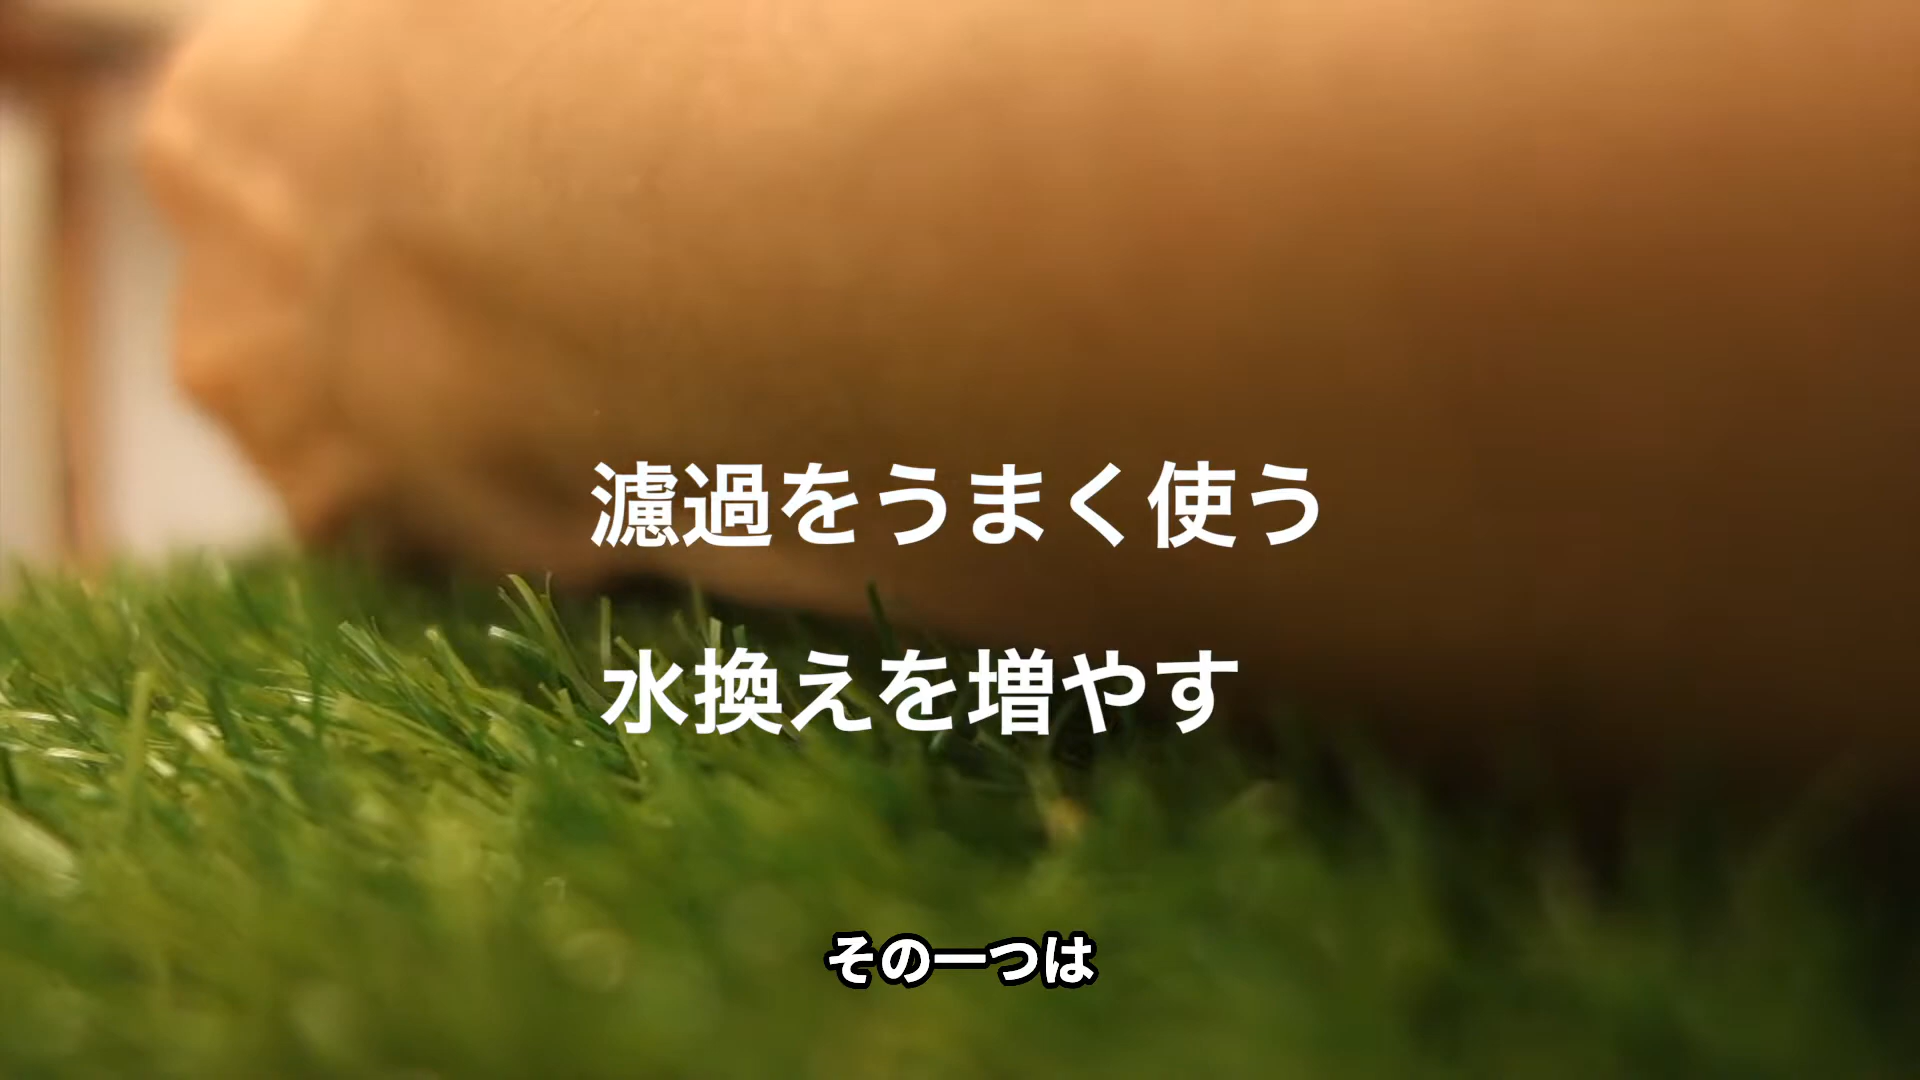 濾過をうまく使う
水換えを増やす
その一つは